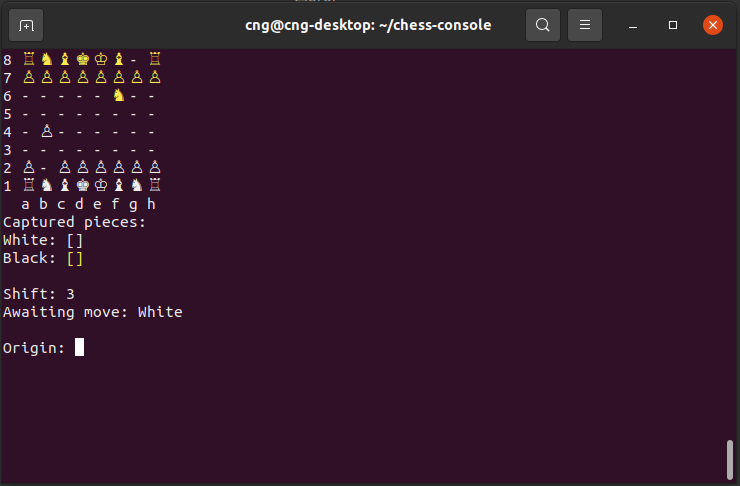 cng@cng-desktop: ~/chess-console
8 ♖♞♝♚♔♝- ♖
7 ♙♙♙♙♙♙♙♙
6 - - - - - ♞- -
5 - - - - - - - -
4 - ♙- - - - - -
3 - - - - - - - -
2 ♙- ♙♙♙♙♙♙
1 ♖♞♝♚♔♝♞♖
a b c d e f g h
Captured pieces:
White: []
Black: []
Shift: 3
Awaiting move: White
Origin: